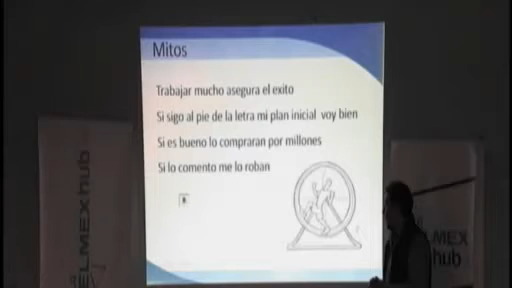 Mitos
Trabajar mucho asegura el exito
Si sigo al pie de la letra mi plan inicial voy bien
Si es bueno lo compraran por millones
Si lo comento me lo roban
ELMEX hub
LMEX
hub